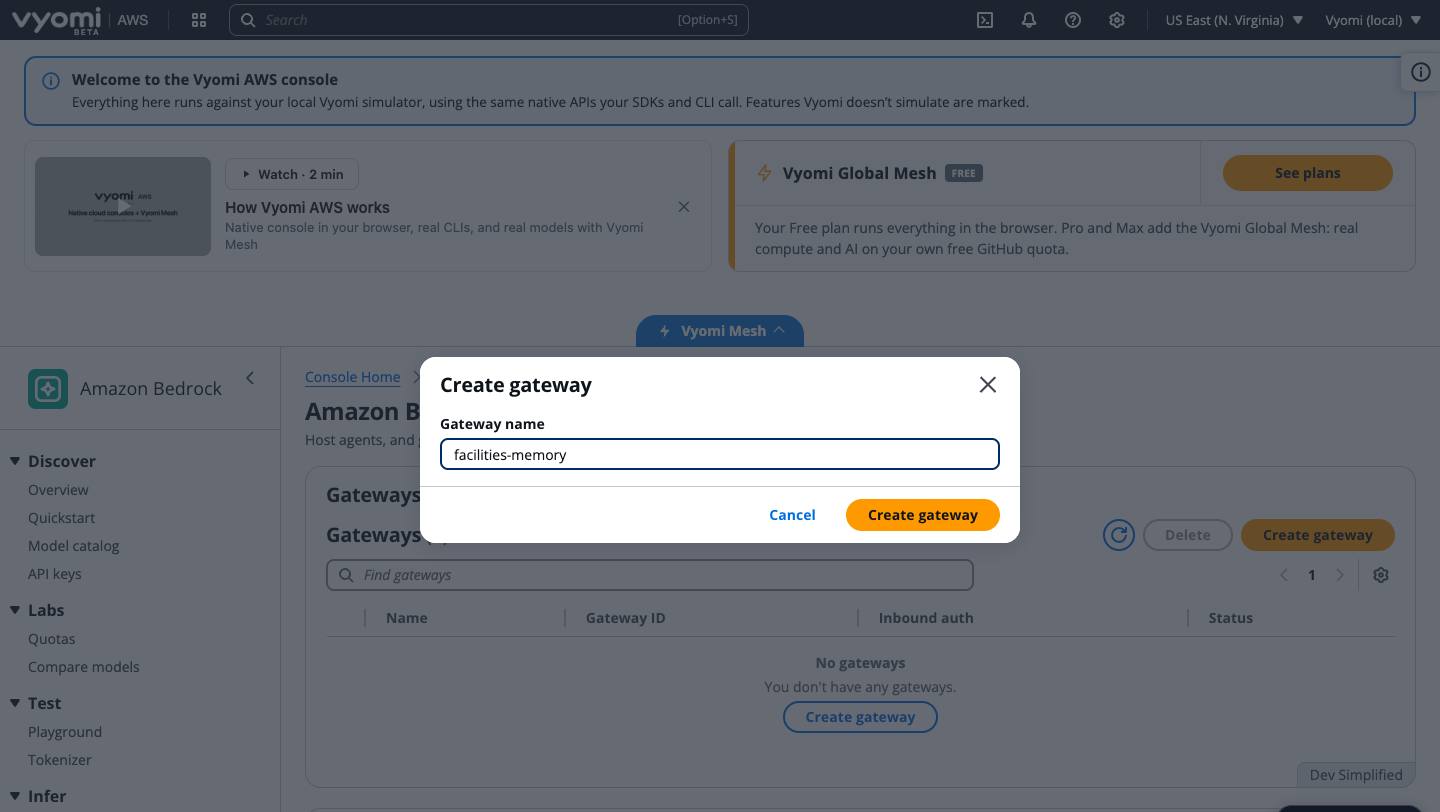 vyomi BETA AWS
Search [Option+S]
US East (N. Virginia) Vyomi (local)
Welcome to the Vyomi AWS console
Everything here runs against your local Vyomi simulator, using the same native APIs your SDKs and CLI call. Features Vyomi doesn't simulate are marked.
vyomi AWS
Native cloud consoles + Vyomi Mesh
Watch · 2 min
How Vyomi AWS works
Native console in your browser, real CLIs, and real models with Vyomi
Mesh
Vyomi Global Mesh FREE
See plans
Your Free plan runs everything in the browser. Pro and Max add the Vyomi Global Mesh: real
compute and AI on your own free GitHub quota.
Vyomi Mesh
Amazon Bedrock
Discover
Overview
Quickstart
Model catalog
API keys
Labs
Quotas
Compare models
Test
Playground
Tokenizer
Infer
Console Home
Amazon B
Host agents, and
Gateways
Gateways
Delete
Create gateway
Find gateways
1
Name Gateway ID Inbound auth Status
No gateways
You don't have any gateways.
Create gateway
Dev Simplified
Create gateway
Gateway name
facilities-memory
Cancel
Create gateway